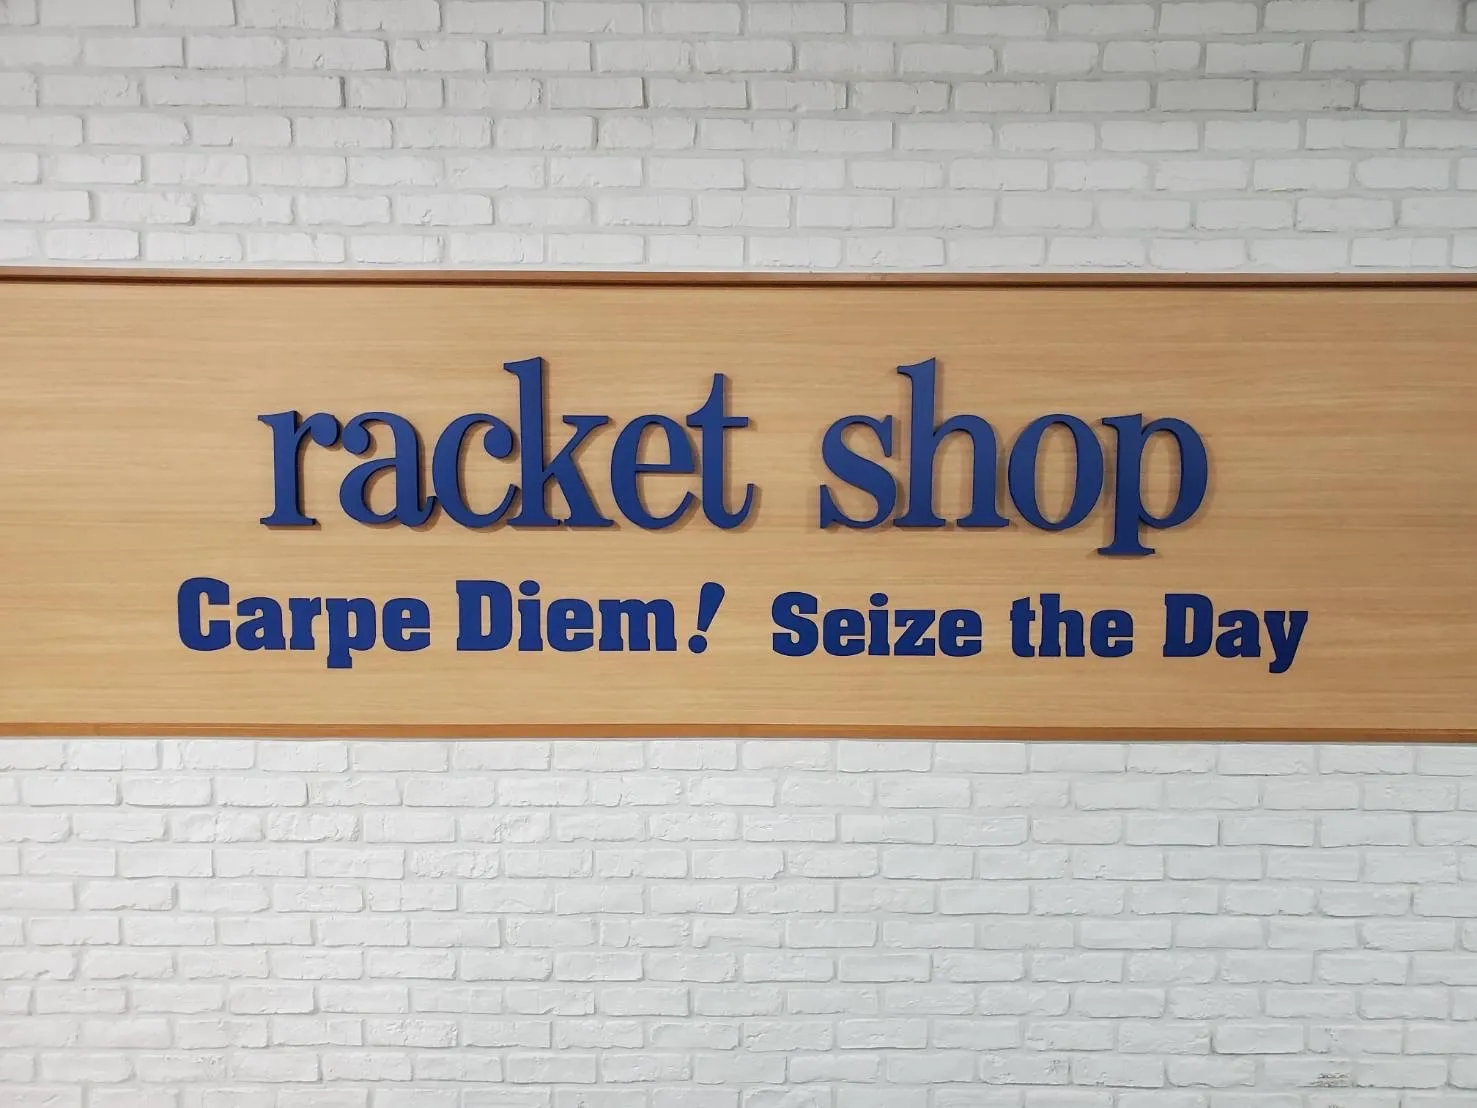 racket shop
Carpe Diem! Seize the Day